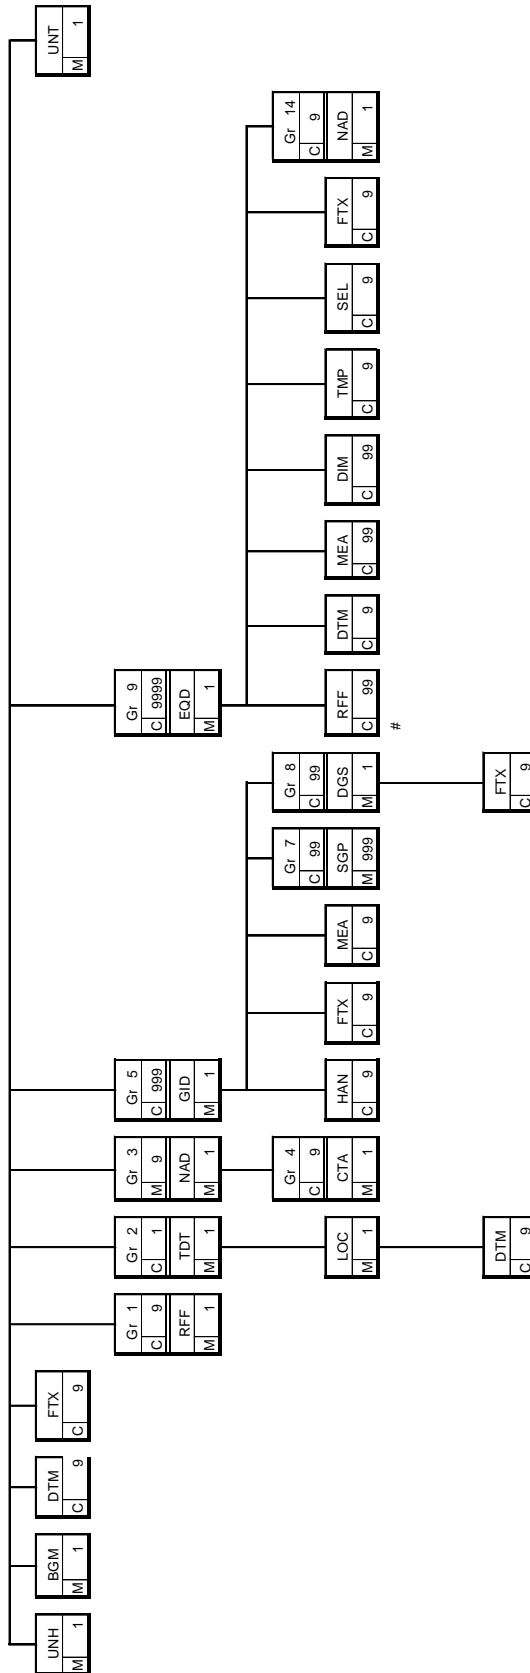 UNH
M 1
BGM
M 1
DTM
C 9
FTX
C 9
Gr 1
C 9
RFF
M 1
Gr 2
C 1
TDT
M 1
LOC
M 1
DTM
C 9
Gr 3
M 9
NAD
M 1
Gr 4
C 9
CTA
M 1
Gr 5
C 999
GID
M 1
HAN
C 9
FTX
C 9
MEA
C 9
Gr 7
C 99
SGP
M 999
Gr 8
C 99
DGS
M 1
FTX
C 9
Gr 9
C 9999
EQD
M 1
RFF
C 99
#
DTM
C 9
MEA
C 99
DIM
C 99
TMP
C 9
SEL
C 9
FTX
C 9
Gr 14
C 9
NAD
M 1
UNT
M 1